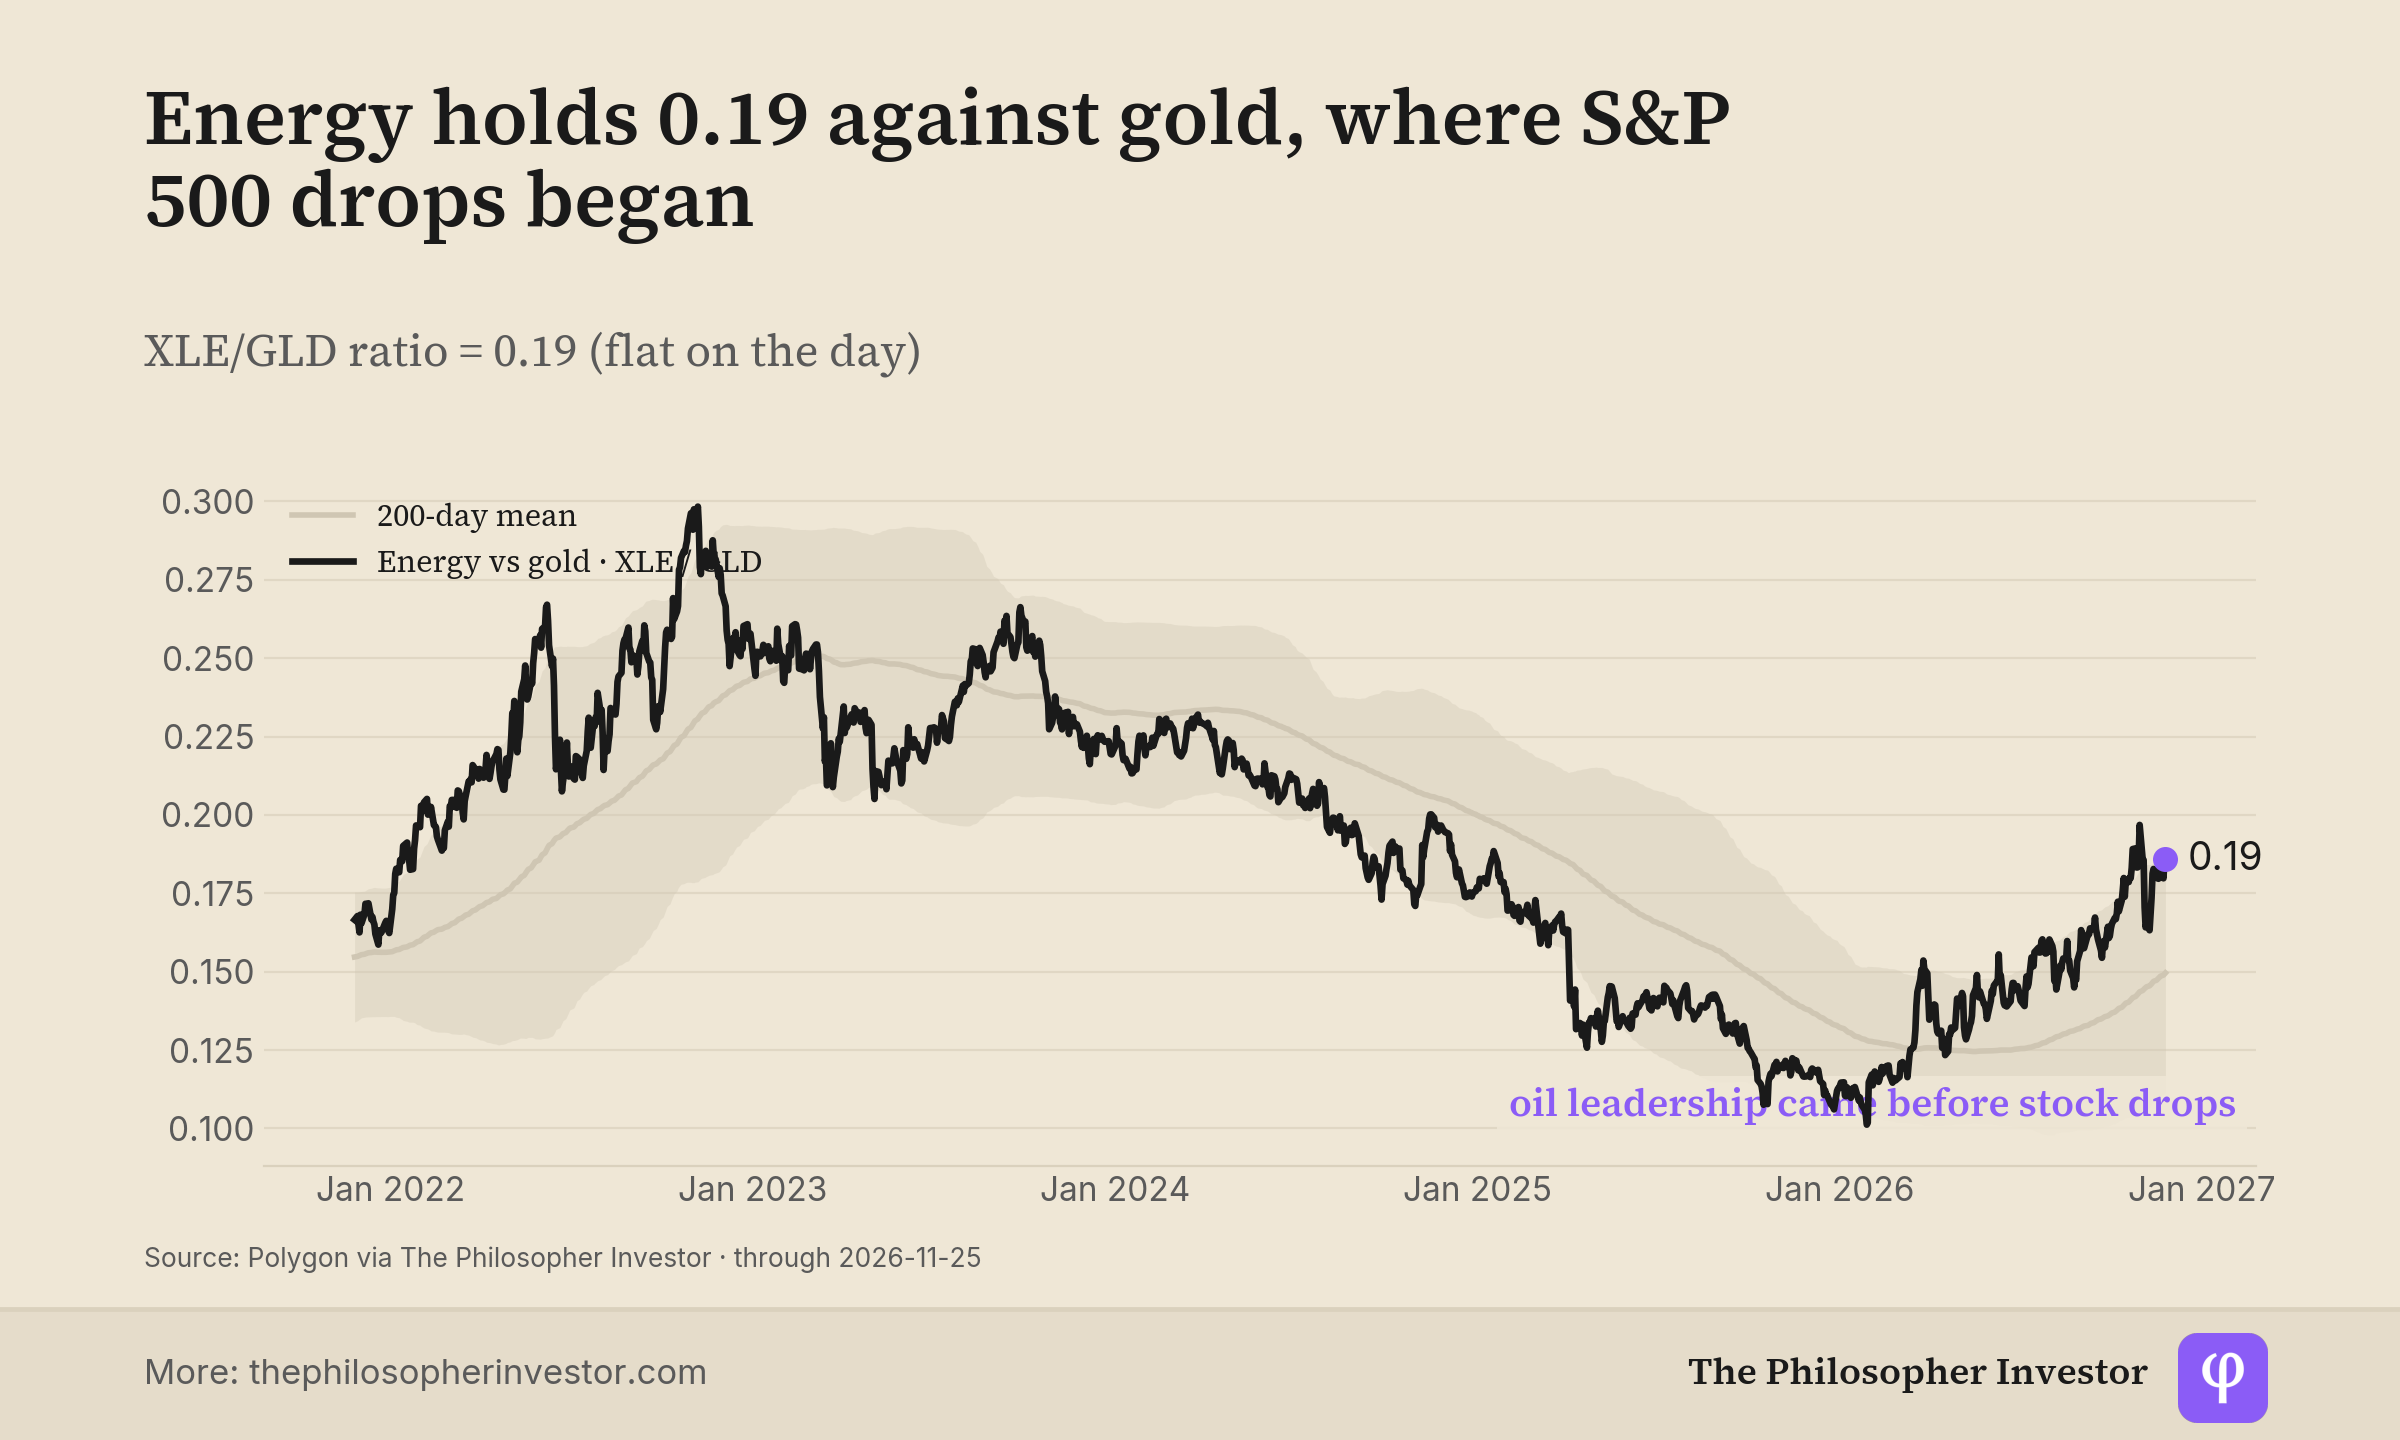 Energy holds 0.19 against gold, where S&P
500 drops began
XLE/GLD ratio = 0.19 (flat on the day)
0.300
0.275
0.250
0.225
0.200
0.175
0.150
0.125
0.100
200-day mean
Energy vs gold · XLE / GLD
0.19
oil leadership came before stock drops
Jan 2022 Jan 2023 Jan 2024 Jan 2025 Jan 2026 Jan 2027
Source: Polygon via The Philosopher Investor · through 2026-11-25
More: thephilosopherinvestor.com
The Philosopher Investor φ